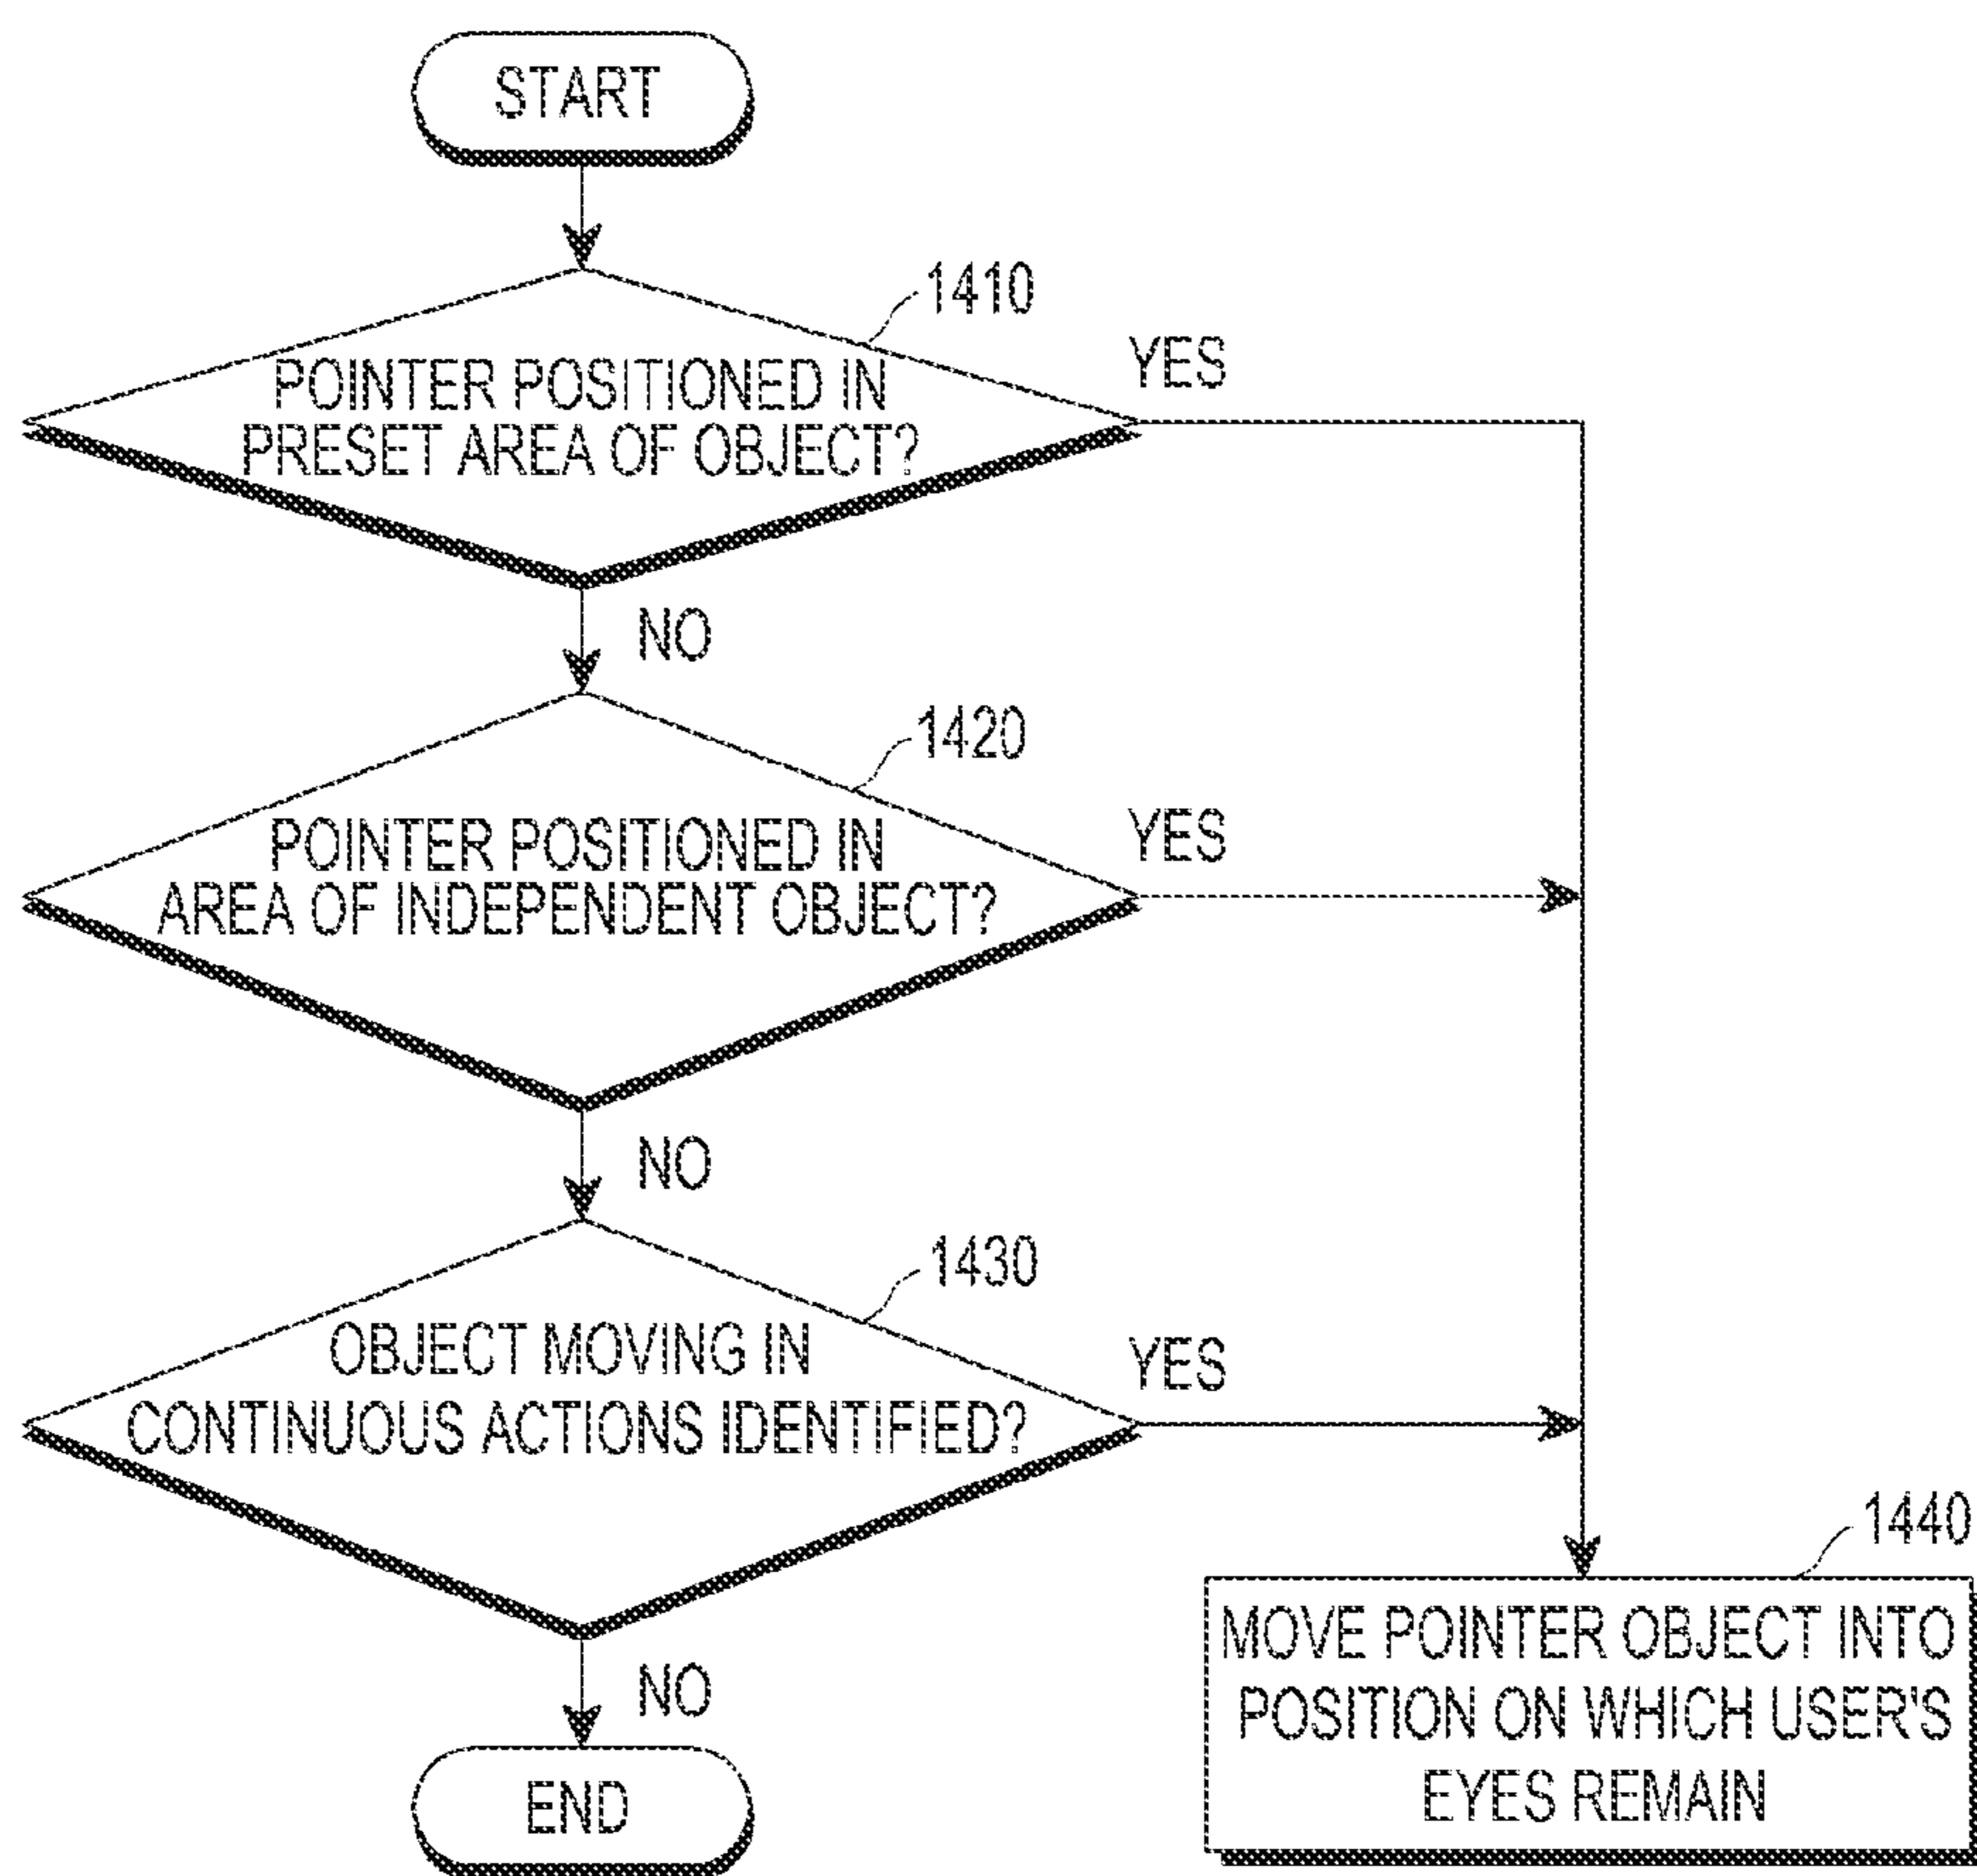 START
1410
POINTER POSITIONED IN
PRESET AREA OF OBJECT?
YES
NO
1420
POINTER POSITIONED IN
AREA OF INDEPENDENT OBJECT?
YES
NO
1430
OBJECT MOVING IN
CONTINUOUS ACTIONS IDENTIFIED?
YES
NO
END
1440
MOVE POINTER OBJECT INTO
POSITION ON WHICH USER'S
EYES REMAIN